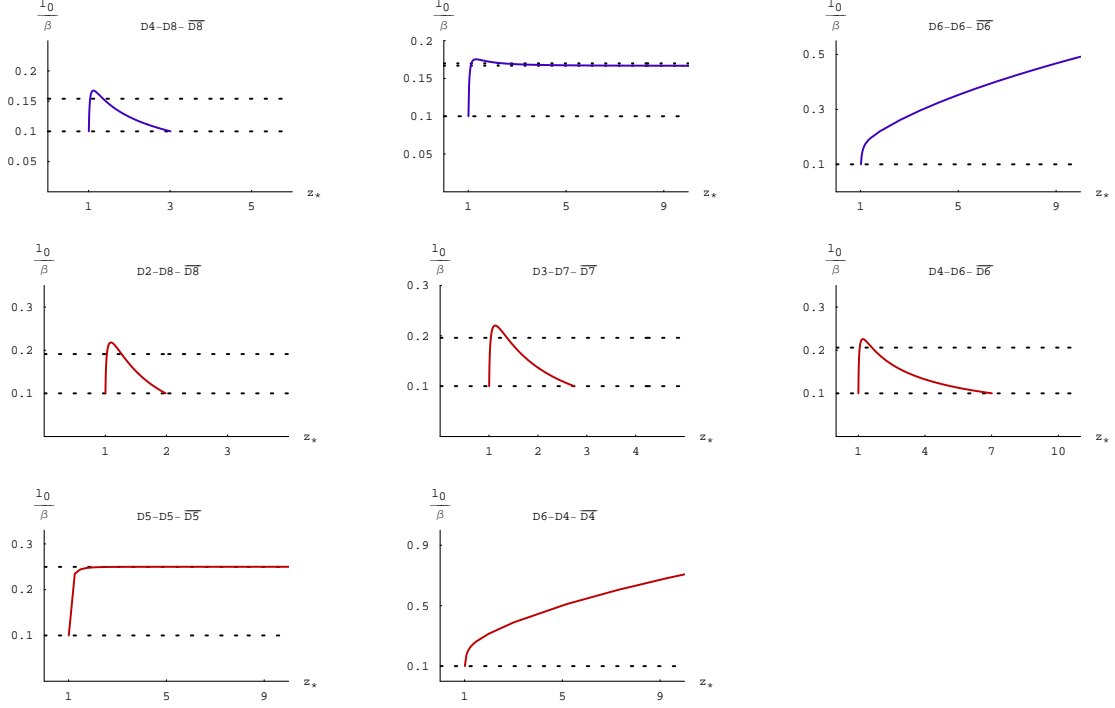 l0
β
D4-D8-D8
0.2
0.15
0.1
0.05
1 3 5 z*
l0
β
0.2
0.15
0.1
0.05
1 5 9 z*
l0
β
D6-D6-D6
0.5
0.3
0.1
1 5 9 z*
l0
β
D2-D8-D8
0.3
0.2
0.1
1 2 3 z*
l0
β
D3-D7-D7
0.3
0.2
0.1
1 2 3 4 z*
l0
β
D4-D6-D6
0.3
0.2
0.1
1 4 7 10 z*
l0
β
D5-D5-D5
0.3
0.2
0.1
1 5 9 z*
l0
β
D6-D4-D4
0.9
0.5
0.1
1 5 9 z*